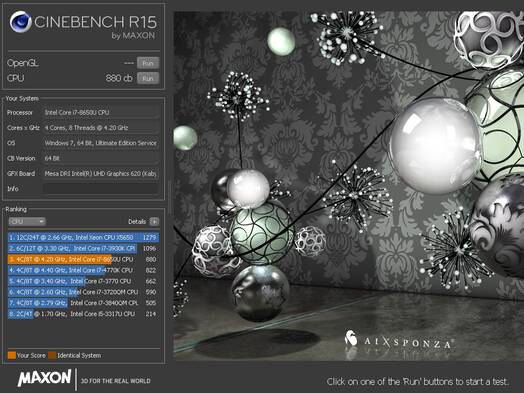 CINEBENCH R15
by MAXON
OpenGL --- Run
CPU 880 cb Run
Your System
Processor Intel Core i7-8650U CPU
Cores x GHz 4 Cores, 8 Threads @ 4.20 GHz
OS Windows 7, 64 Bit, Ultimate Edition Service
CB Version 64 Bit
GFX Board Mesa DRI Intel(R) UHD Graphics 620 (Kaby
Info
Ranking
CPU Details
1. 12C/24T @ 2.66 GHz, Intel Xeon CPU X5650 1279
2. 6C/12T @ 3.30 GHz, Intel Core i7-3930K CPU 1096
3. 4C/8T @ 4.20 GHz, Intel Core i7-8650U CPU 880
4. 4C/8T @ 4.40 GHz, Intel Core i7-4770K CPU 822
5. 4C/8T @ 3.40 GHz, Intel Core i7-3770 CPU 662
6. 4C/8T @ 2.60 GHz, Intel Core i7-3720QM CPU 590
7. 4C/8T @ 2.79 GHz, Intel Core i7-3840QM CPU 505
8. 2C/4T @ 1.70 GHz, Intel Core i5-3317U CPU 214
Your Score Identical System
AIXSPONZA
MAXON 3D FOR THE REAL WORLD
Click on one of the 'Run' buttons to start a test.